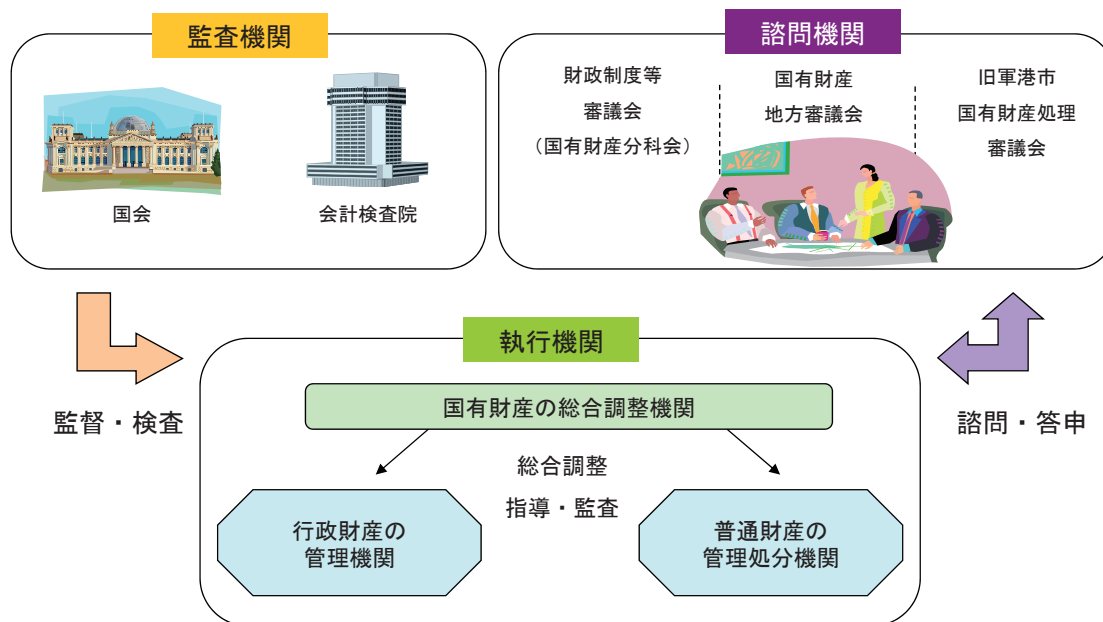 監査機関
国会
会計検査院
諮問機関
財政制度等
審議会
（国有財産分科会）
国有財産
地方審議会
旧軍港市
国有財産処理
審議会
監督・検査
諮問・答申
執行機関
国有財産の総合調整機関
総合調整
指導・監査
行政財産の
管理機関
普通財産の
管理処分機関